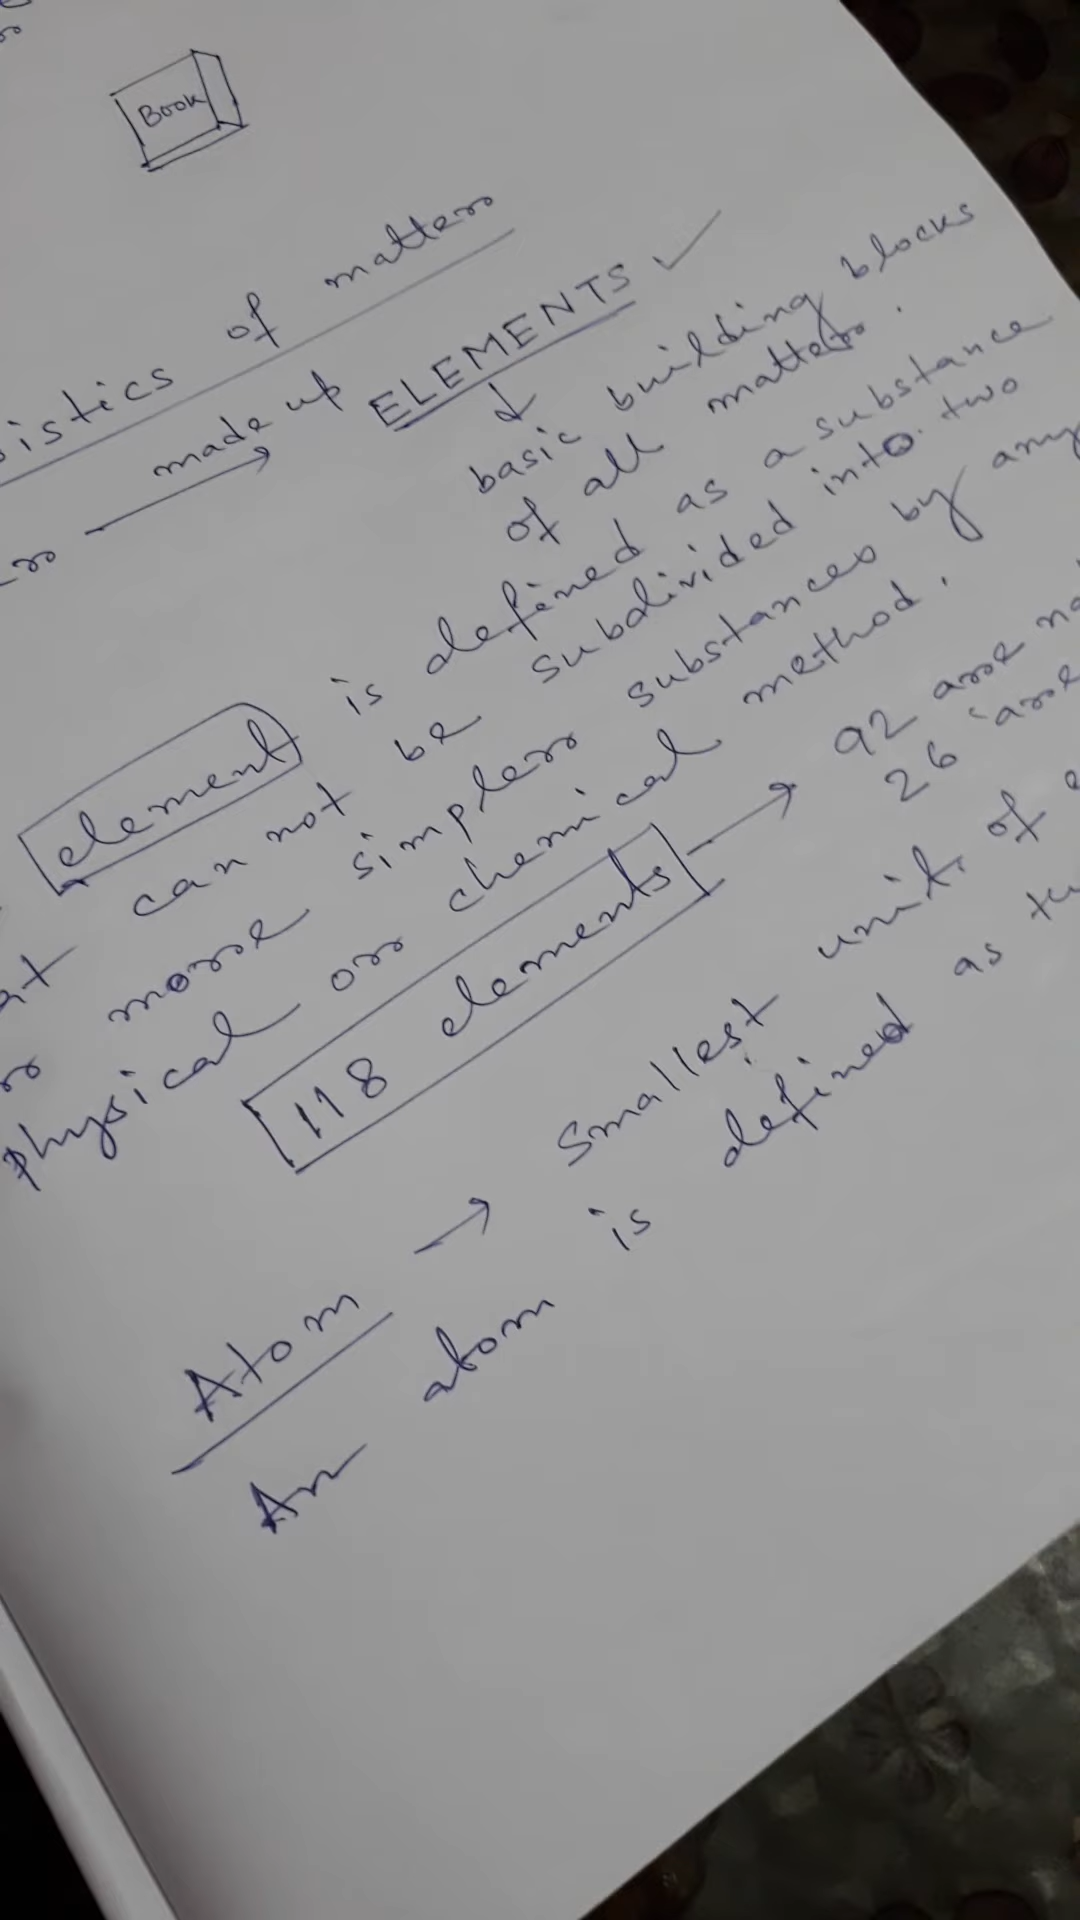 Book
of matter
made up ELEMENTS
basic building blocks
of all matter.
element is defined as a substance
can not be subdivided into two
more simpler substances by any
physical or chemical method.
118 elements → 92 are
26 are
Atom → Smallest unit of
An atom is defined as